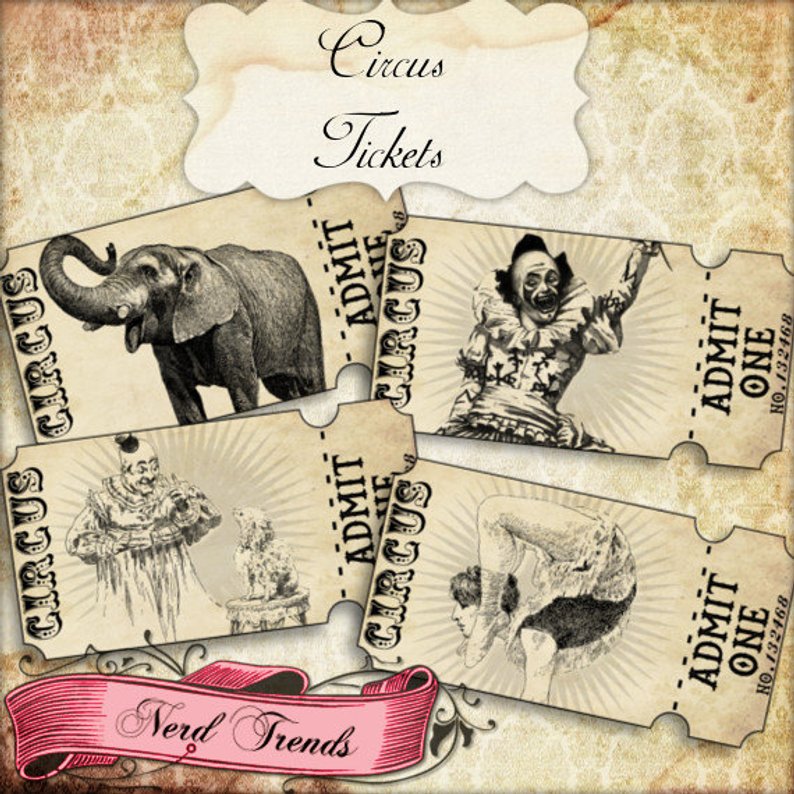 Circus
Tickets
CIRCUS
ADMIT
CIRCUS
ADMIT
ONE
NO.132468
CIRCUS
ADMIT
CIRCUS
ADMIT
ONE
NO.132468
Nerd Trends